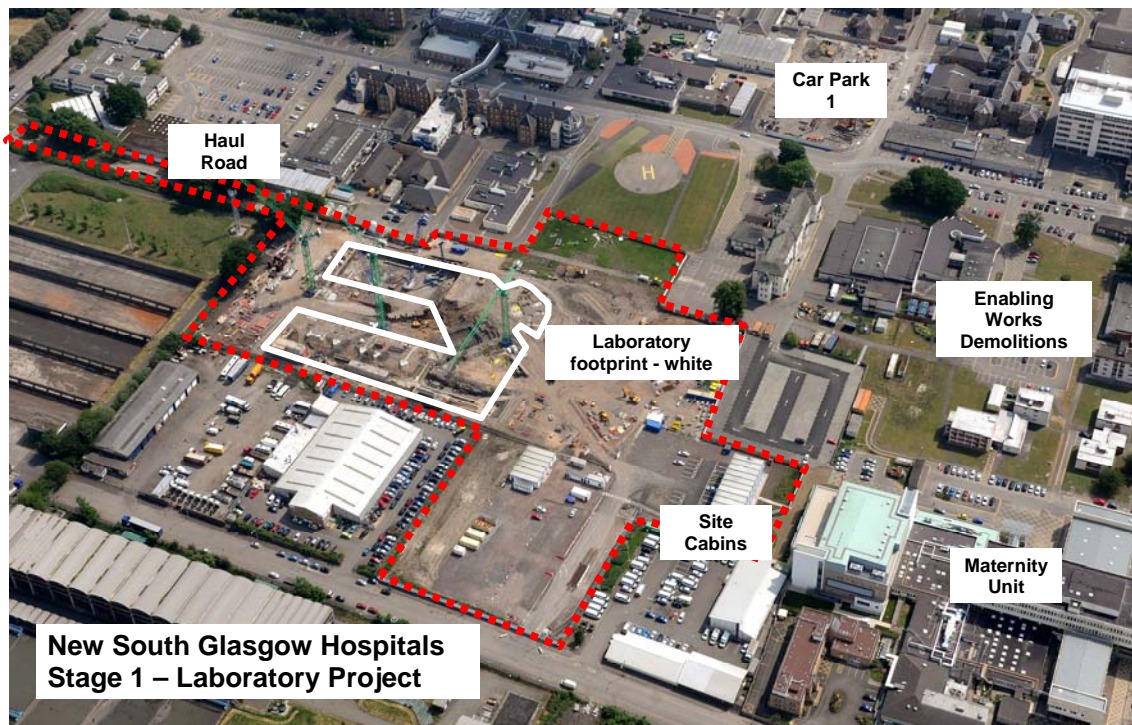 Car Park
1
Haul
Road
Enabling
Works
Demolitions
Laboratory
footprint - white
Site
Cabins
Maternity
Unit
New South Glasgow Hospitals
Stage 1 – Laboratory Project
H